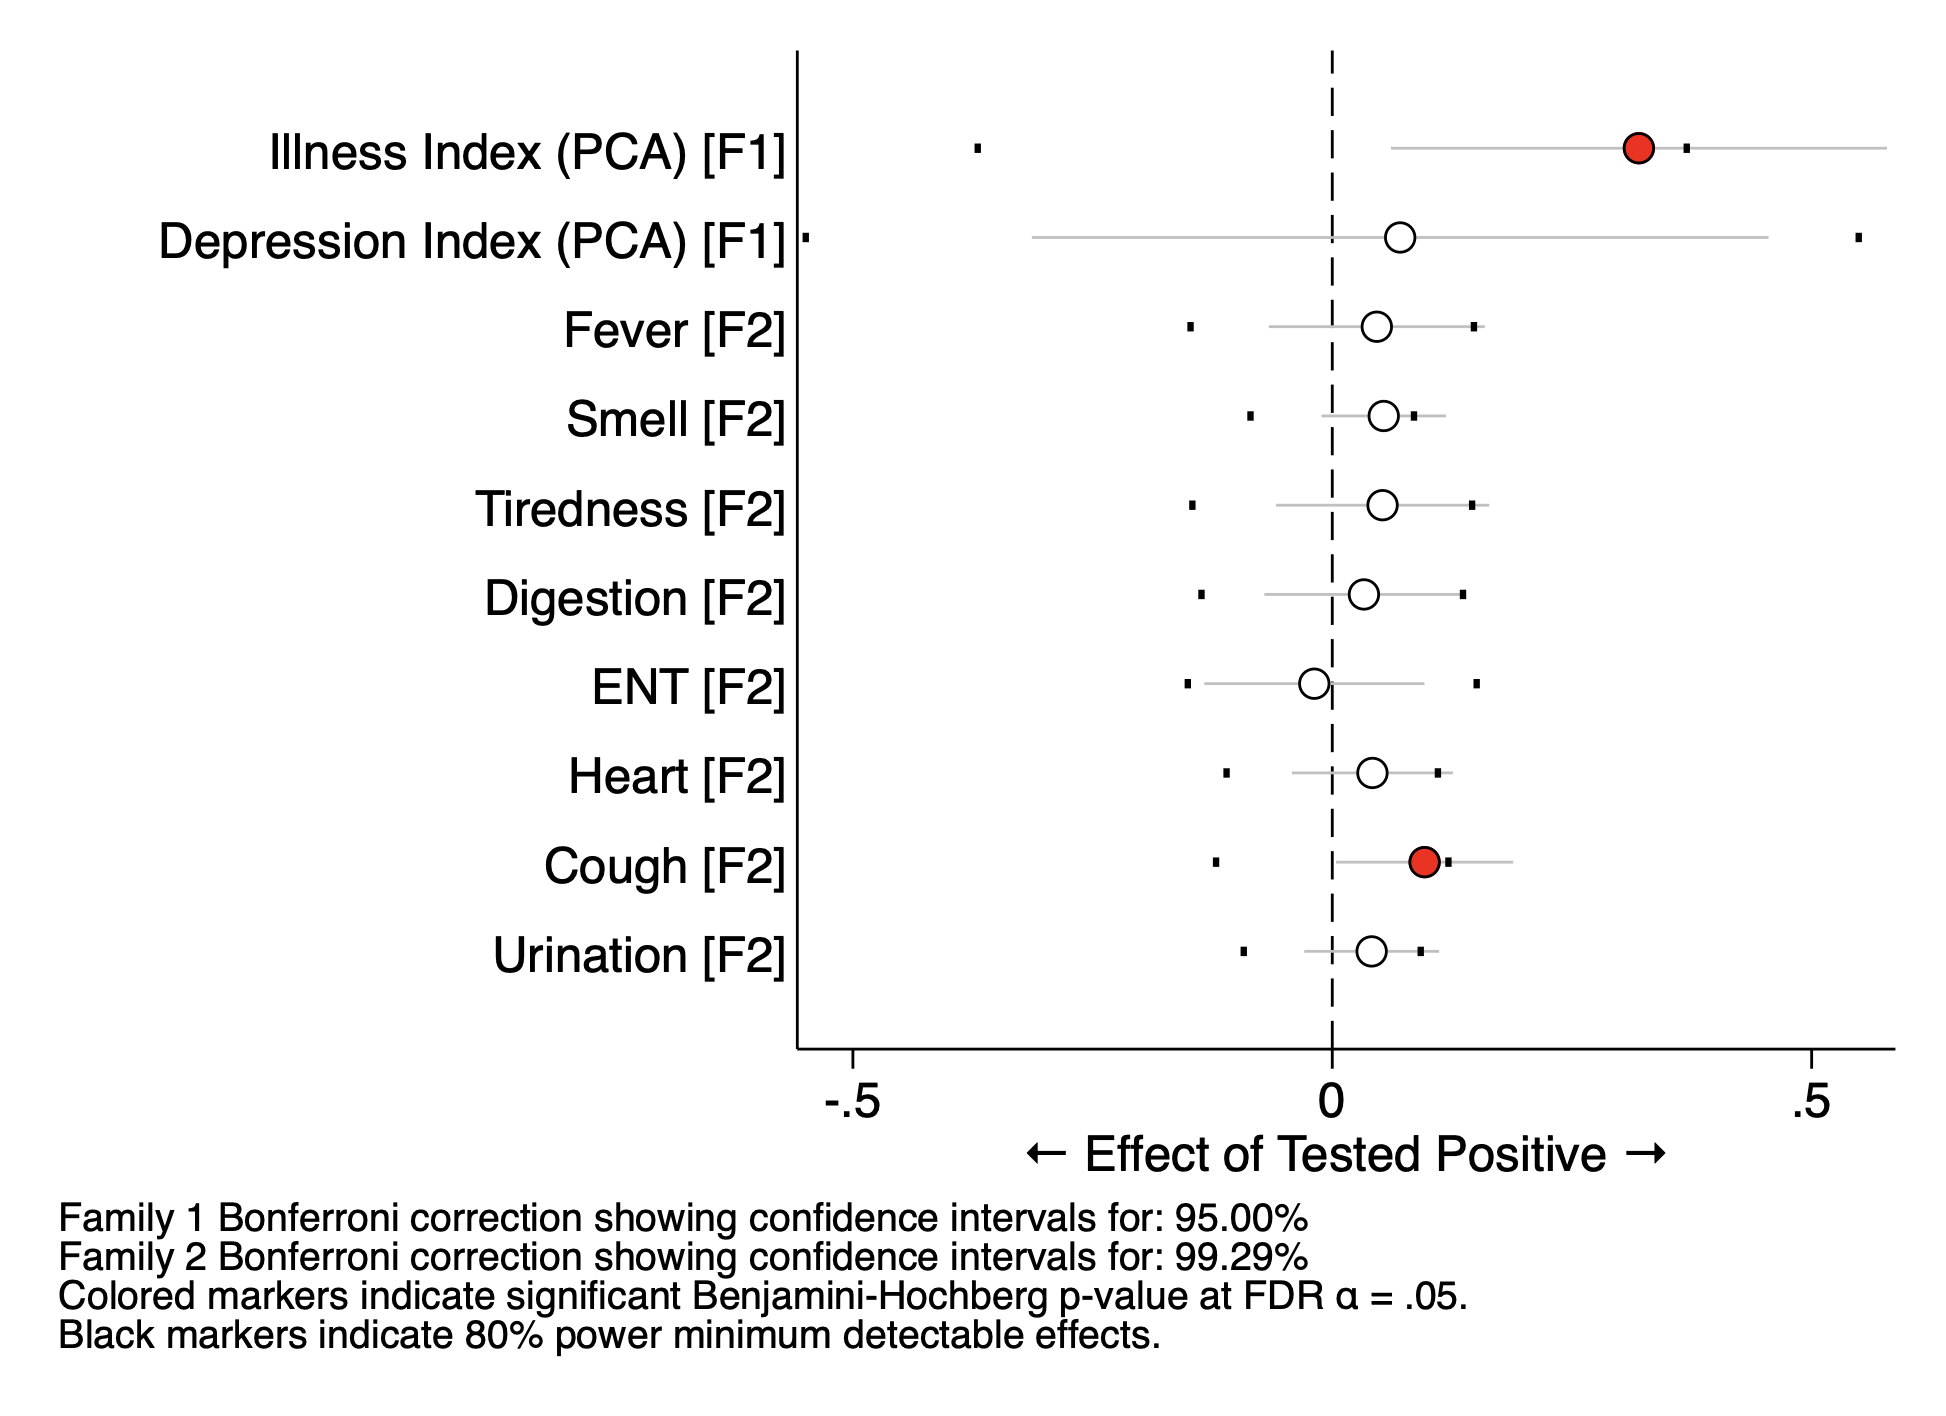 Illness Index (PCA) [F1]
Depression Index (PCA) [F1]
Fever [F2]
Smell [F2]
Tiredness [F2]
Digestion [F2]
ENT [F2]
Heart [F2]
Cough [F2]
Urination [F2]
-.5 0 .5
← Effect of Tested Positive →
Family 1 Bonferroni correction showing confidence intervals for: 95.00%
Family 2 Bonferroni correction showing confidence intervals for: 99.29%
Colored markers indicate significant Benjamini-Hochberg p-value at FDR α = .05.
Black markers indicate 80% power minimum detectable effects.